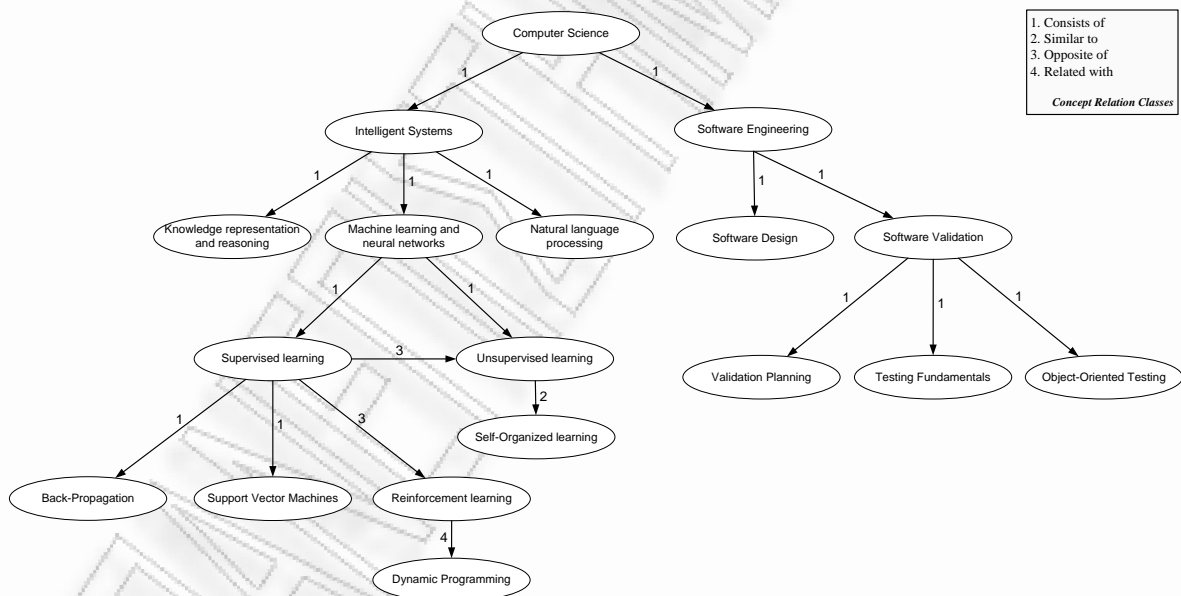 Computer Science
1. Consists of
2. Similar to
3. Opposite of
4. Related with
Concept Relation Classes
1
1
Intelligent Systems
Software Engineering
1
1
1
1
1
Knowledge representation
and reasoning
Machine learning and
neural networks
Natural language
processing
Software Design
Software Validation
1
1
1
1
1
Supervised learning
3
Unsupervised learning
Validation Planning
Testing Fundamentals
Object-Oriented Testing
2
1
1
3
Self-Organized learning
Back-Propagation
Support Vector Machines
Reinforcement learning
4
Dynamic Programming